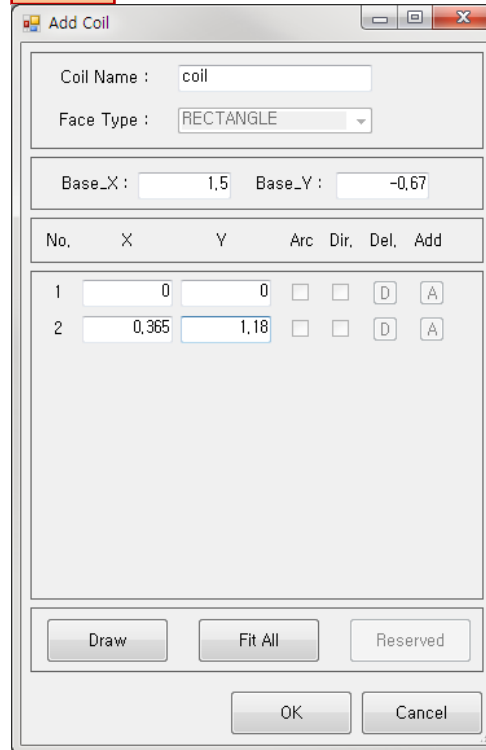 Add Coil
Coil Name : coil
Face Type : RECTANGLE
Base_X : 1,5 Base_Y : -0,67
No, X Y Arc Dir, Del, Add
1 0 0 D A
2 0,365 1,18 D A
Draw Fit All Reserved
OK Cancel